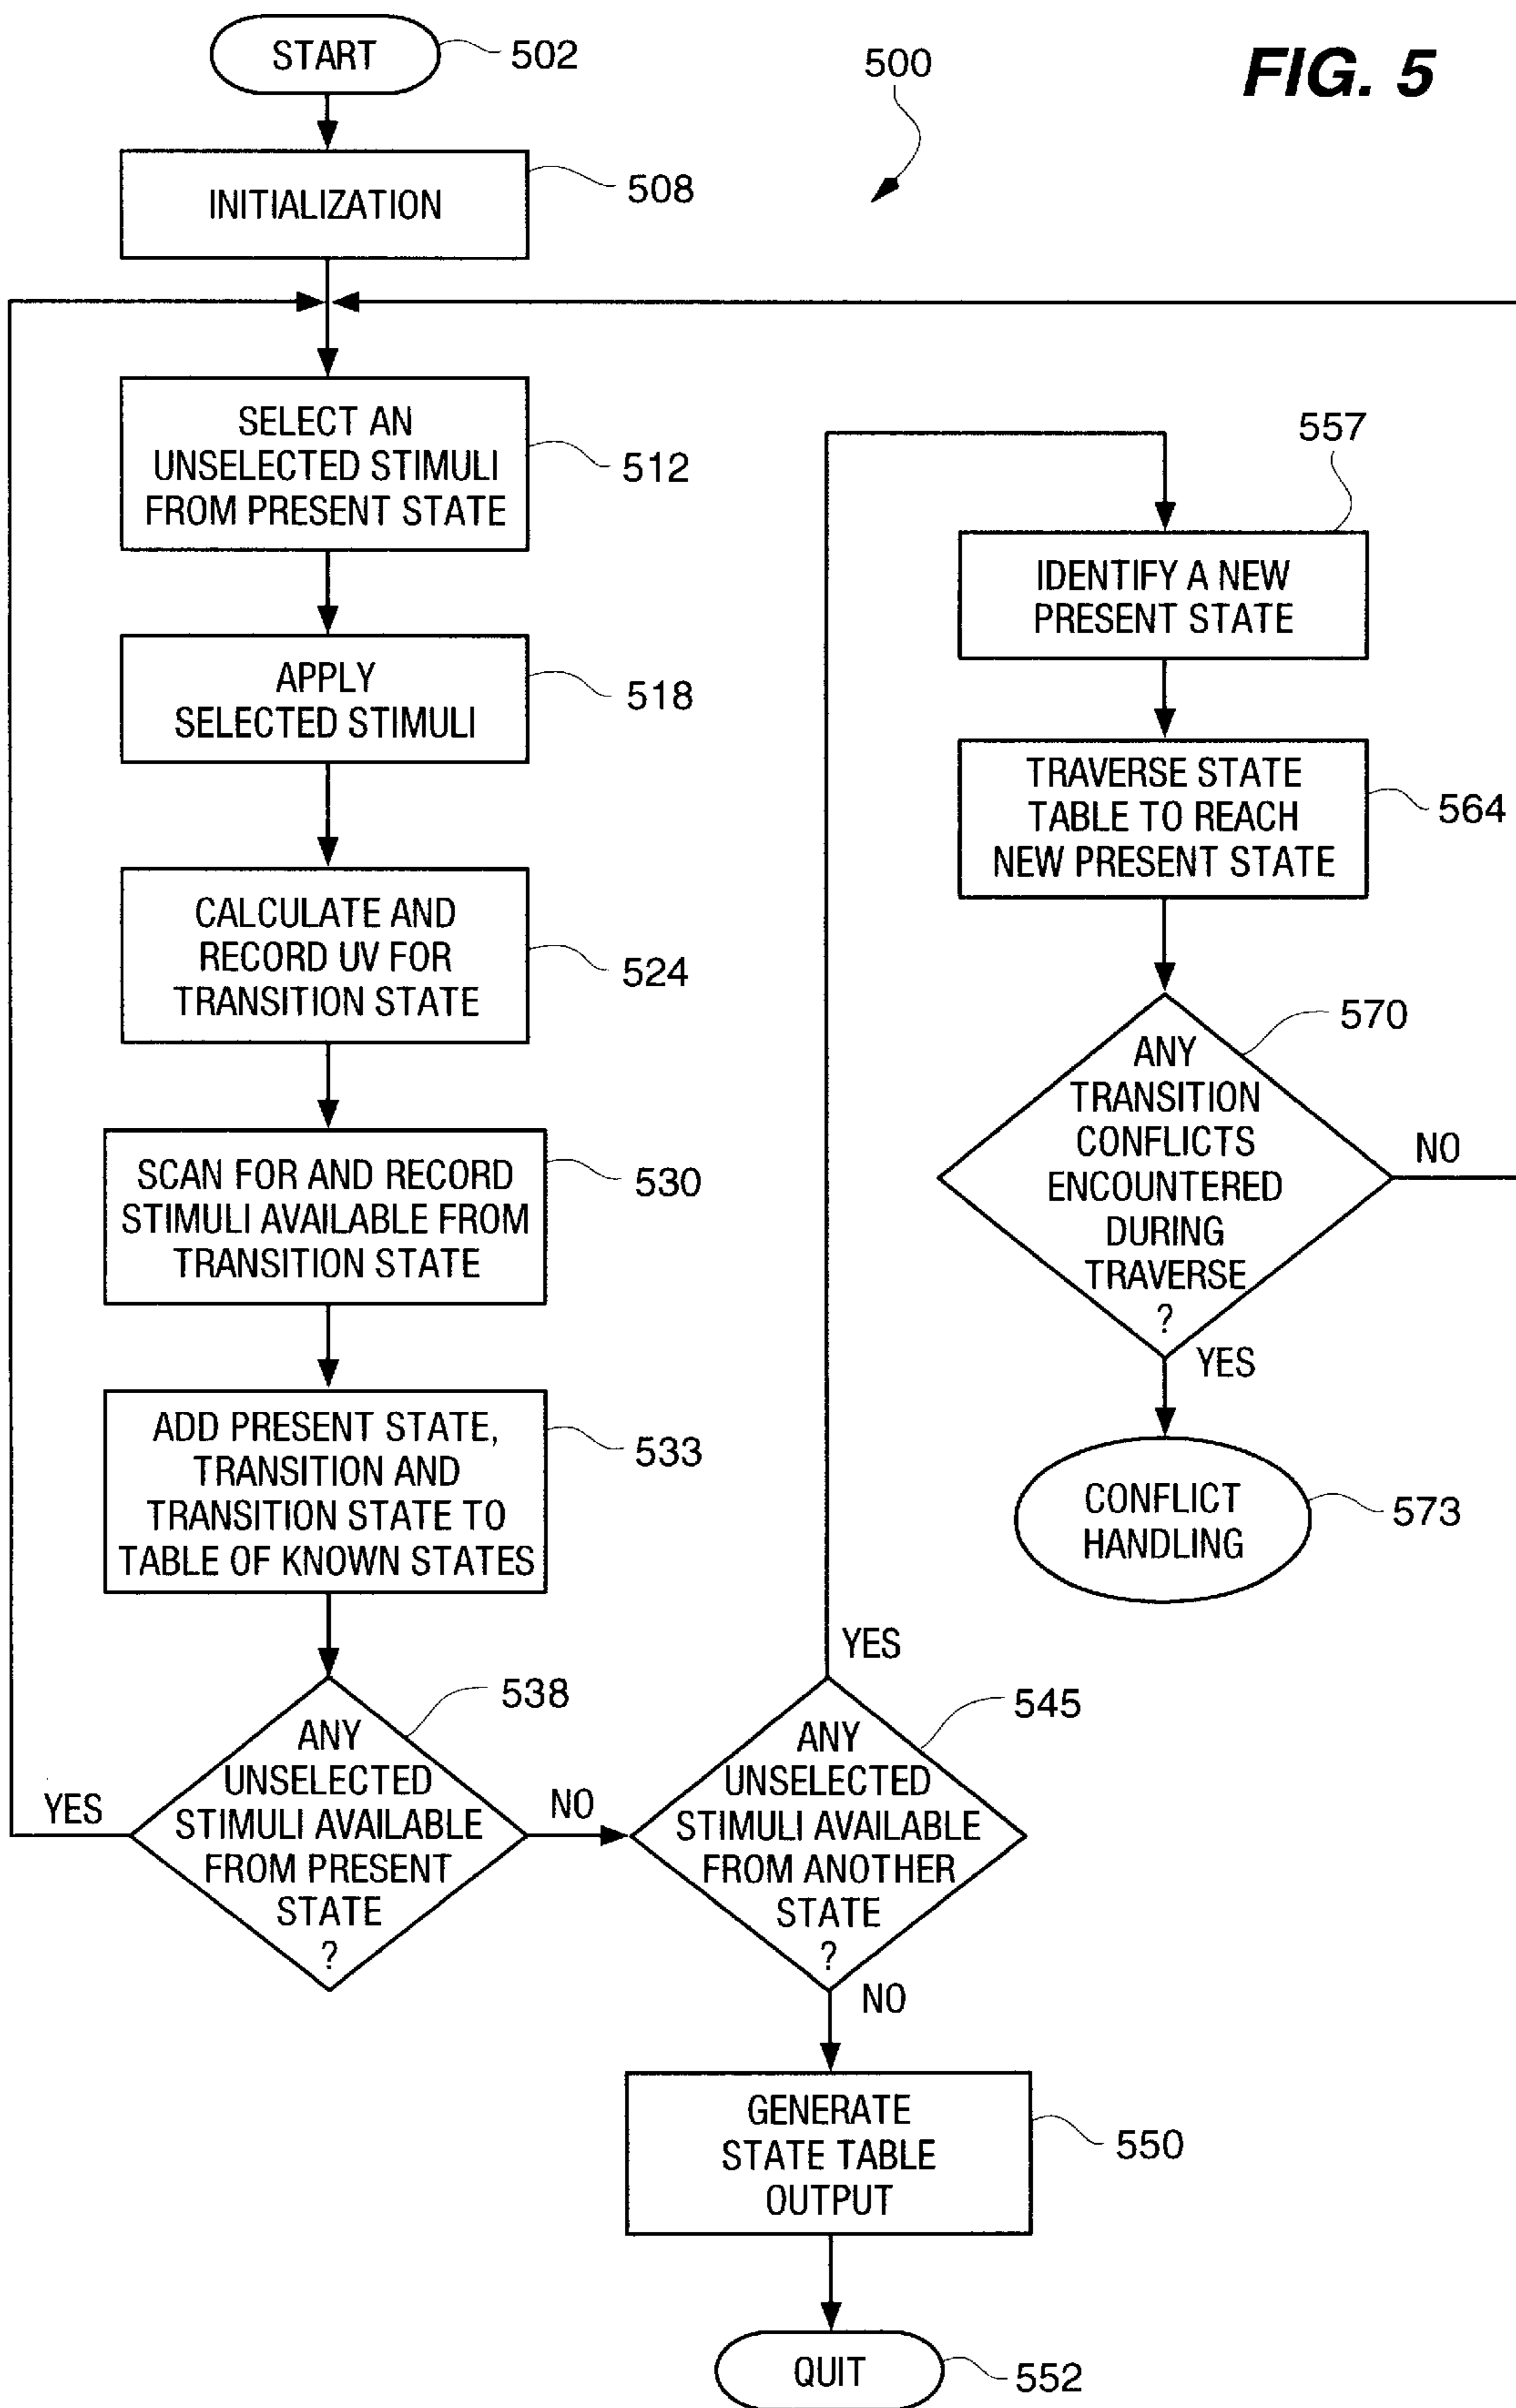 START
502
500
FIG. 5
INITIALIZATION
508
SELECT AN
UNSELECTED STIMULI
FROM PRESENT STATE
512
APPLY
SELECTED STIMULI
518
CALCULATE AND
RECORD UV FOR
TRANSITION STATE
524
SCAN FOR AND RECORD
STIMULI AVAILABLE FROM
TRANSITION STATE
530
ADD PRESENT STATE,
TRANSITION AND
TRANSITION STATE TO
TABLE OF KNOWN STATES
533
ANY
UNSELECTED
STIMULI AVAILABLE
FROM PRESENT
STATE
?
538
YES
NO
ANY
UNSELECTED
STIMULI AVAILABLE
FROM ANOTHER
STATE
?
545
YES
NO
GENERATE
STATE TABLE
OUTPUT
550
QUIT
552
557
IDENTIFY A NEW
PRESENT STATE
TRAVERSE STATE
TABLE TO REACH
NEW PRESENT STATE
564
ANY
TRANSITION
CONFLICTS
ENCOUNTERED
DURING
TRAVERSE
?
570
NO
YES
CONFLICT
HANDLING
573